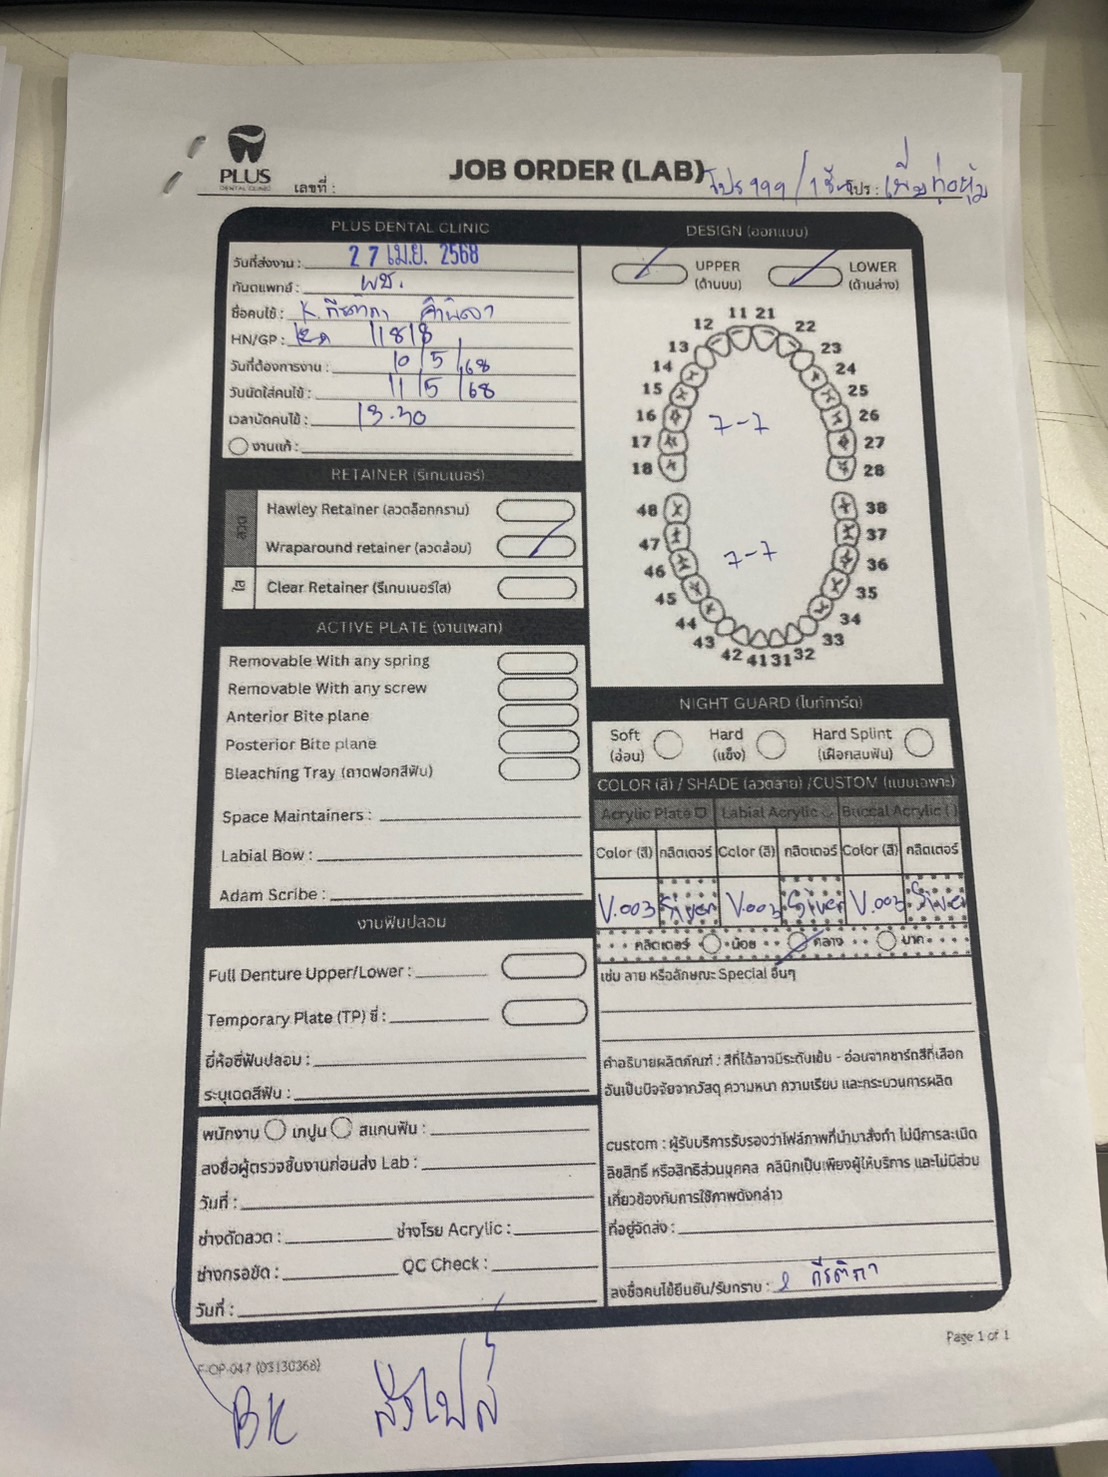 PLUS
DENTAL CLINIC
เลขที่ :
JOB ORDER (LAB)
โปร 999 / 1 ชิ้น
โปร : เพิ่มท่อหุ้ม
PLUS DENTAL CLINIC
วันที่ส่งงาน : 27 เม.ย. 2568
ทันตแพทย์ : พช.
ชื่อคนไข้ : K. กีรติกา
HN/GP : 11818
วันที่ต้องการงาน : 10/5/68
วันนัดใส่คนไข้ : 11/5/68
เวลานัดคนไข้ : 13.30
งานแก้ :
RETAINER (รีเทนเนอร์)
ลวด
Hawley Retainer (ลวดล็อกกราม)
Wraparound retainer (ลวดล้อม)
ใส
Clear Retainer (รีเทนเนอร์ใส)
ACTIVE PLATE (งานเพลท)
Removable With any spring
Removable With any screw
Anterior Bite plane
Posterior Bite plane
Bleaching Tray (ถาดฟอกสีฟัน)
Space Maintainers :
Labial Bow :
Adam Scribe :
งานฟันปลอม
Full Denture Upper/Lower :
Temporary Plate (TP) ซี่ :
ยี่ห้อซี่ฟันปลอม :
ระบุเฉดสีฟัน :
พนักงาน เทปูน สแกนฟัน :
ลงชื่อผู้ตรวจชิ้นงานก่อนส่ง Lab :
วันที่ :
ช่างดัดลวด : ช่างโรย Acrylic :
ช่างกรอขัด : QC Check :
วันที่ :
DESIGN (ออกแบบ)
UPPER (ด้านบน)
LOWER (ด้านล่าง)
11 21
12 22
13 23
14 24
15 25
16 26
17 27
18 28
7-7
48 38
47 37
46 36
45 35
44 34
43 33
42 41 31 32
7-7
NIGHT GUARD (ไนท์การ์ด)
Soft (อ่อน) Hard (แข็ง) Hard Splint (เฝือกสบฟัน)
COLOR (สี) / SHADE (ลวดลาย) /CUSTOM (แบบเฉพาะ)
Acrylic Plate Labial Acrylic Buccal Acrylic
Color (สี) กลิตเตอร์ Color (สี) กลิตเตอร์ Color (สี) กลิตเตอร์
V.003 Silver V.003 Silver V.003 Silver
กลิตเตอร์ น้อย กลาง มาก
เช่น ลาย หรือลักษณะ Special อื่นๆ
คำอธิบายผลิตภัณฑ์ : สีที่ได้อาจมีระดับเข้ม - อ่อนจากชาร์ทสีที่เลือก
อันเป็นปัจจัยจากวัสดุ ความหนา ความเรียบ และกระบวนการผลิต
custom : ผู้รับบริการรับรองว่าไฟล์ภาพที่นำมาสั่งทำ ไม่มีการละเมิด
ลิขสิทธิ์ หรือสิทธิส่วนบุคคล คลินิกเป็นเพียงผู้ให้บริการ และไม่มีส่วน
เกี่ยวข้องกับการใช้ภาพดังกล่าว
ที่อยู่จัดส่ง :
ลงชื่อคนไข้ยืนยัน/รับทราบ : กีรติกา
Page 1 of 1
F-OP-047 (03130368)
BK ส่งไฟล์